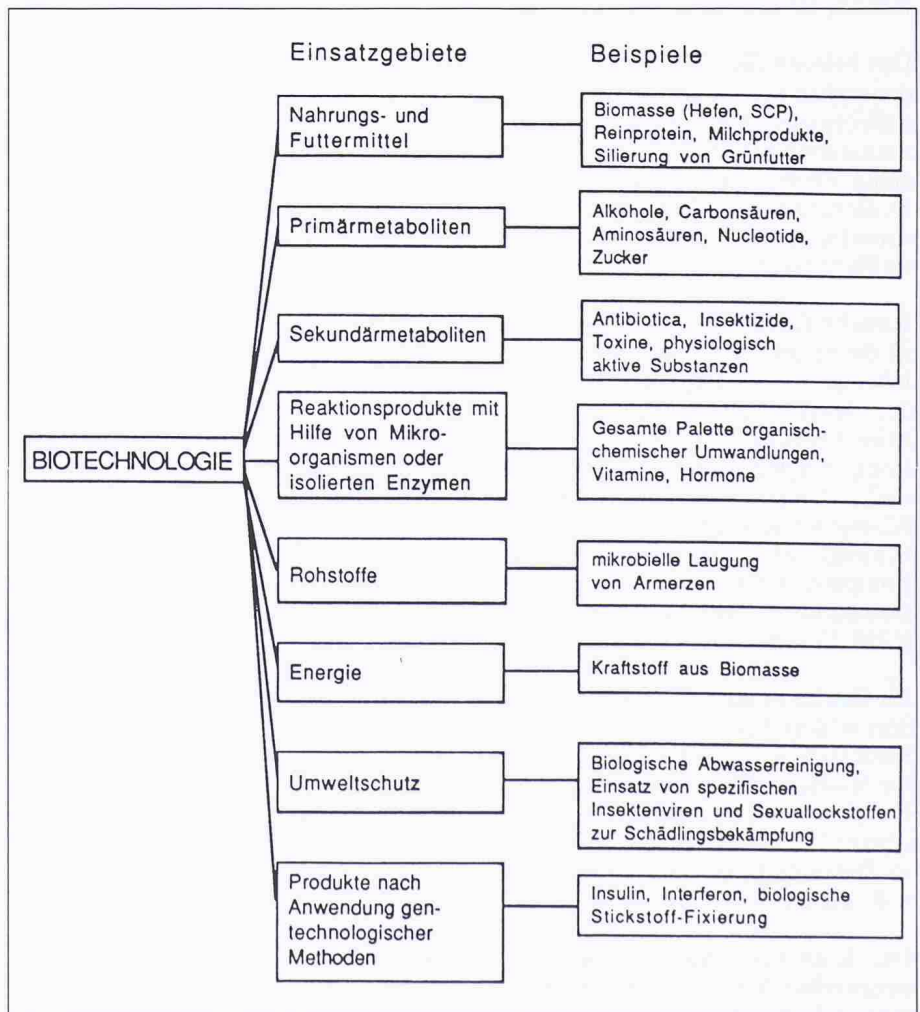 Einsatzgebiete
Beispiele
Nahrungs- und
Futtermittel
Biomasse (Hefen, SCP),
Reinprotein, Milchprodukte,
Silierung von Grünfutter
Primärmetaboliten
Alkohole, Carbonsäuren,
Aminosäuren, Nucleotide,
Zucker
Sekundärmetaboliten
Antibiotica, Insektizide,
Toxine, physiologisch
aktive Substanzen
BIOTECHNOLOGIE
Reaktionsprodukte mit
Hilfe von Mikro-
organismen oder
isolierten Enzymen
Gesamte Palette organisch-
chemischer Umwandlungen,
Vitamine, Hormone
Rohstoffe
mikrobielle Laugung
von Armerzen
Energie
Kraftstoff aus Biomasse
Umweltschutz
Biologische Abwasserreinigung,
Einsatz von spezifischen
Insektenviren und Sexuallockstoffen
zur Schädlingsbekämpfung
Produkte nach
Anwendung gen-
technologischer
Methoden
Insulin, Interferon, biologische
Stickstoff-Fixierung